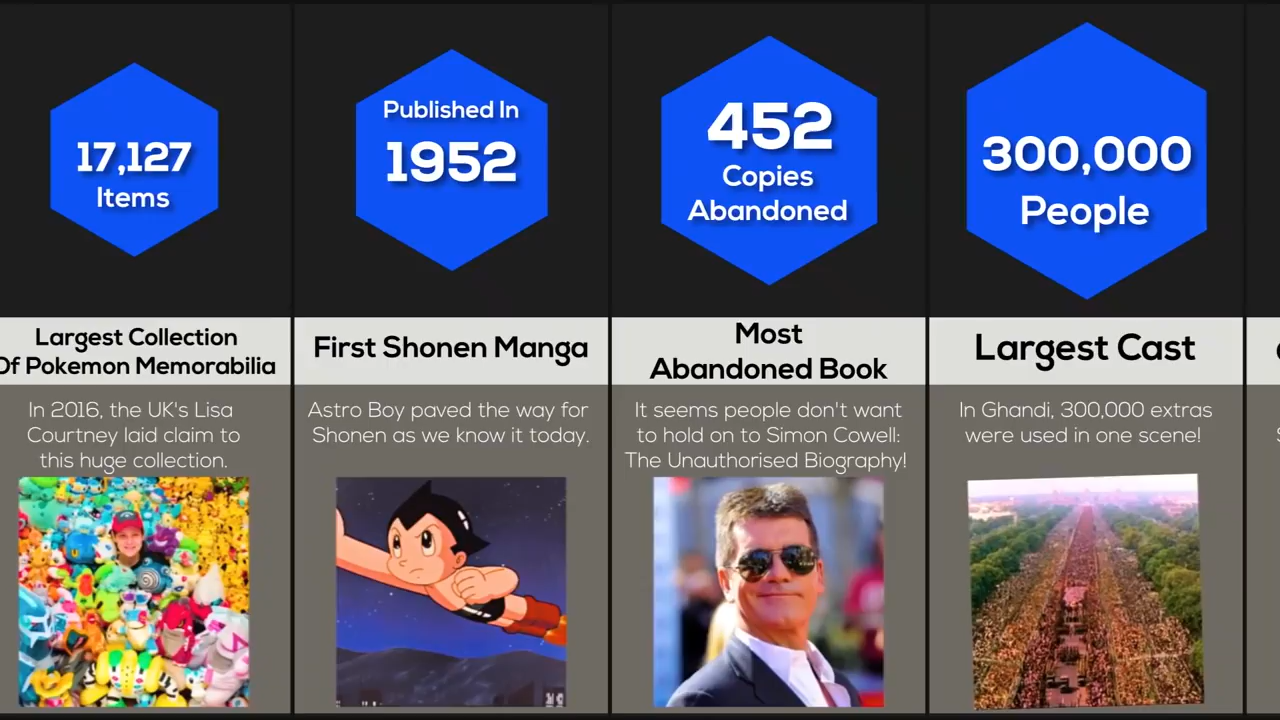 17,127
Items
Largest Collection
Of Pokemon Memorabilia
In 2016, the UK's Lisa
Courtney laid claim to
this huge collection.
Published In
1952
First Shonen Manga
Astro Boy paved the way for
Shonen as we know it today.
452
Copies
Abandoned
Most
Abandoned Book
It seems people don't want
to hold on to Simon Cowell:
The Unauthorised Biography!
300,000
People
Largest Cast
In Ghandi, 300,000 extras
were used in one scene!